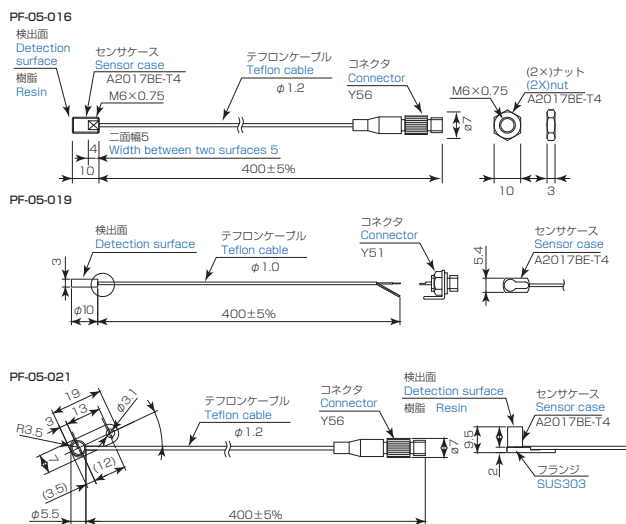 PF-05-016
検出面
Detection
surface
樹脂
Resin
センサケース
Sensor case
A2017BE-T4
M6×0.75
テフロンケーブル
Teflon cable
φ1.2
コネクタ
Connector
Y56
ø7
M6×0.75
(2×)ナット
(2X)nut
A2017BE-T4
二面幅5
4 Width between two surfaces 5
10
400±5%
10
3
PF-05-019
検出面
Detection surface
テフロンケーブル
Teflon cable
φ1.0
コネクタ
Connector
Y51
センサケース
Sensor case
A2017BE-T4
3
5.4
φ10
400±5%
PF-05-021
19
13
3
φ3.1
R3.5
7
(12)
(3.5)
φ5.5
テフロンケーブル
Teflon cable
φ1.2
コネクタ
Connector
Y56
ø7
400±5%
検出面
Detection surface
樹脂 Resin
センサケース
Sensor case
A2017BE-T4
9.5
2
フランジ
SUS303